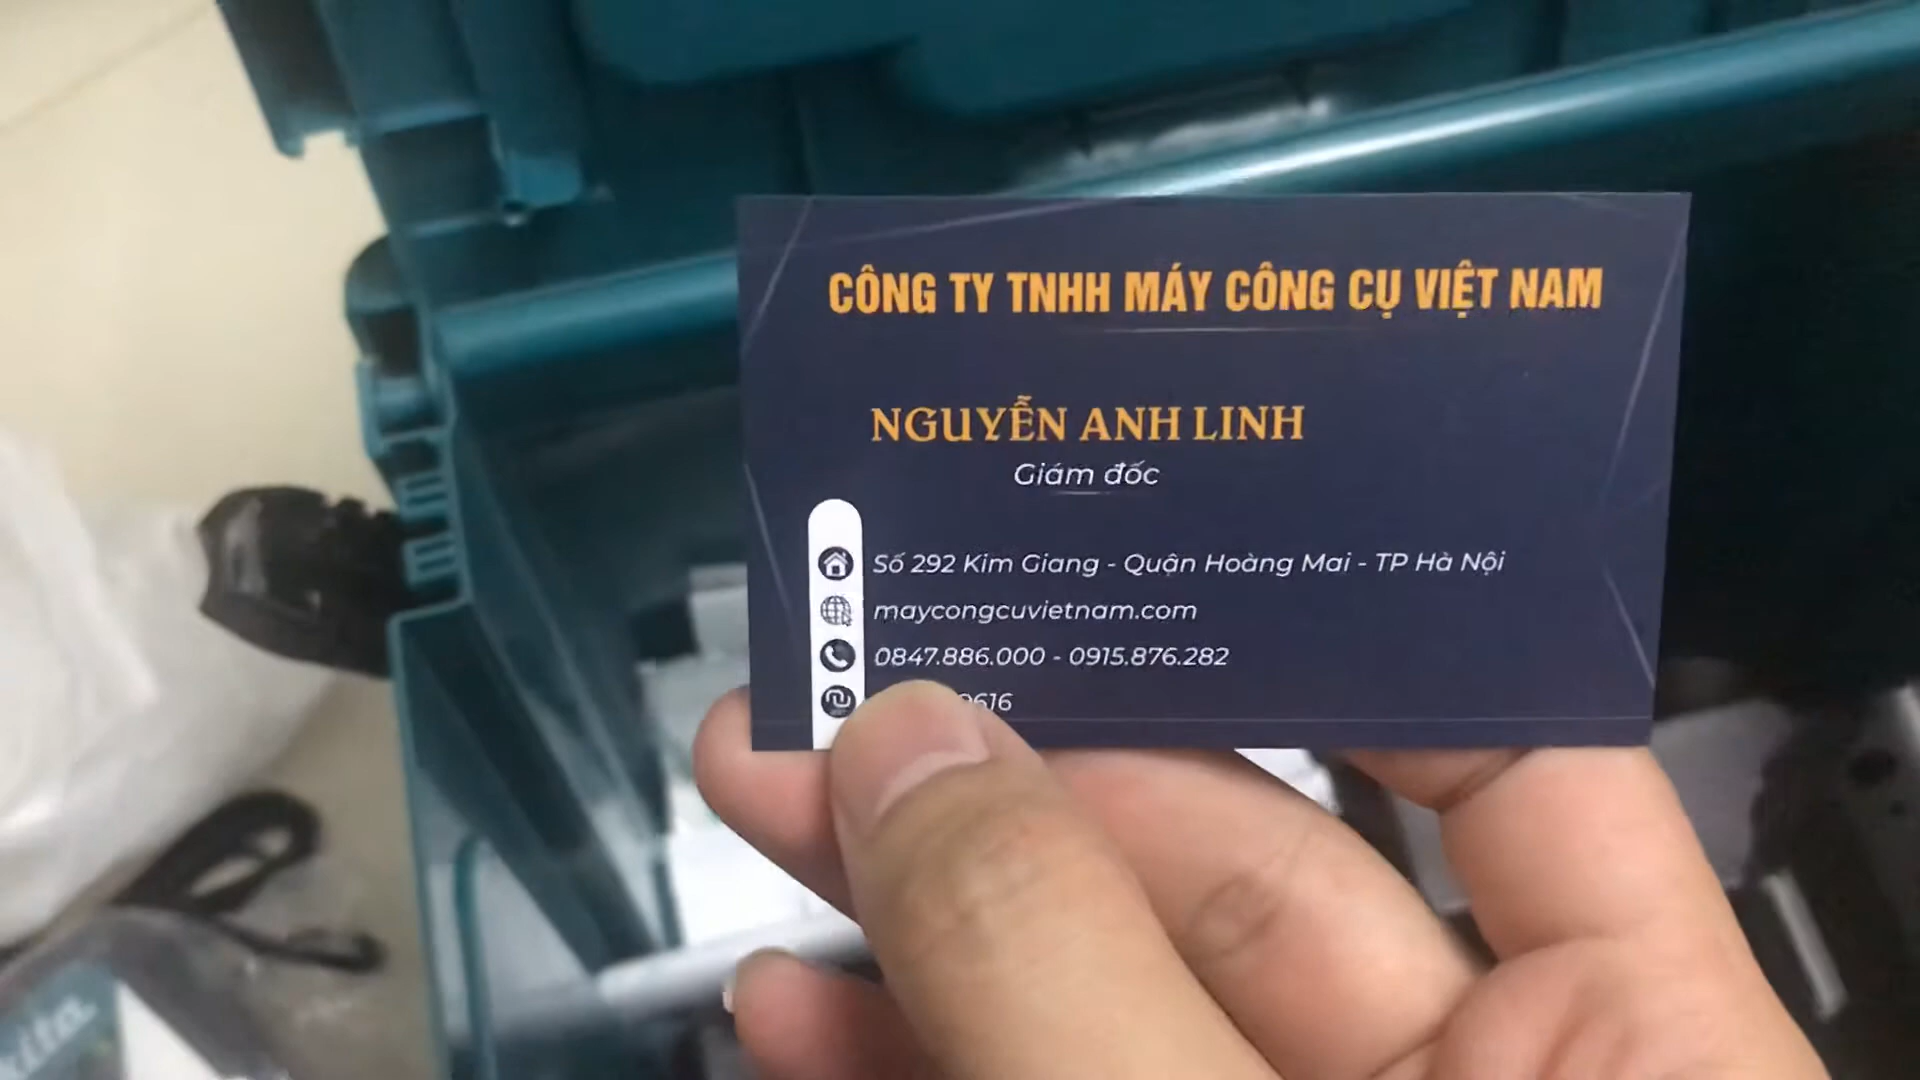 CÔNG TY TNHH MÁY CÔNG CỤ VIỆT NAM
NGUYỄN ANH LINH
Giám đốc
Số 292 Kim Giang - Quận Hoàng Mai - TP Hà Nội
maycongcuvietnam.com
0847.886.000 - 0915.876.282